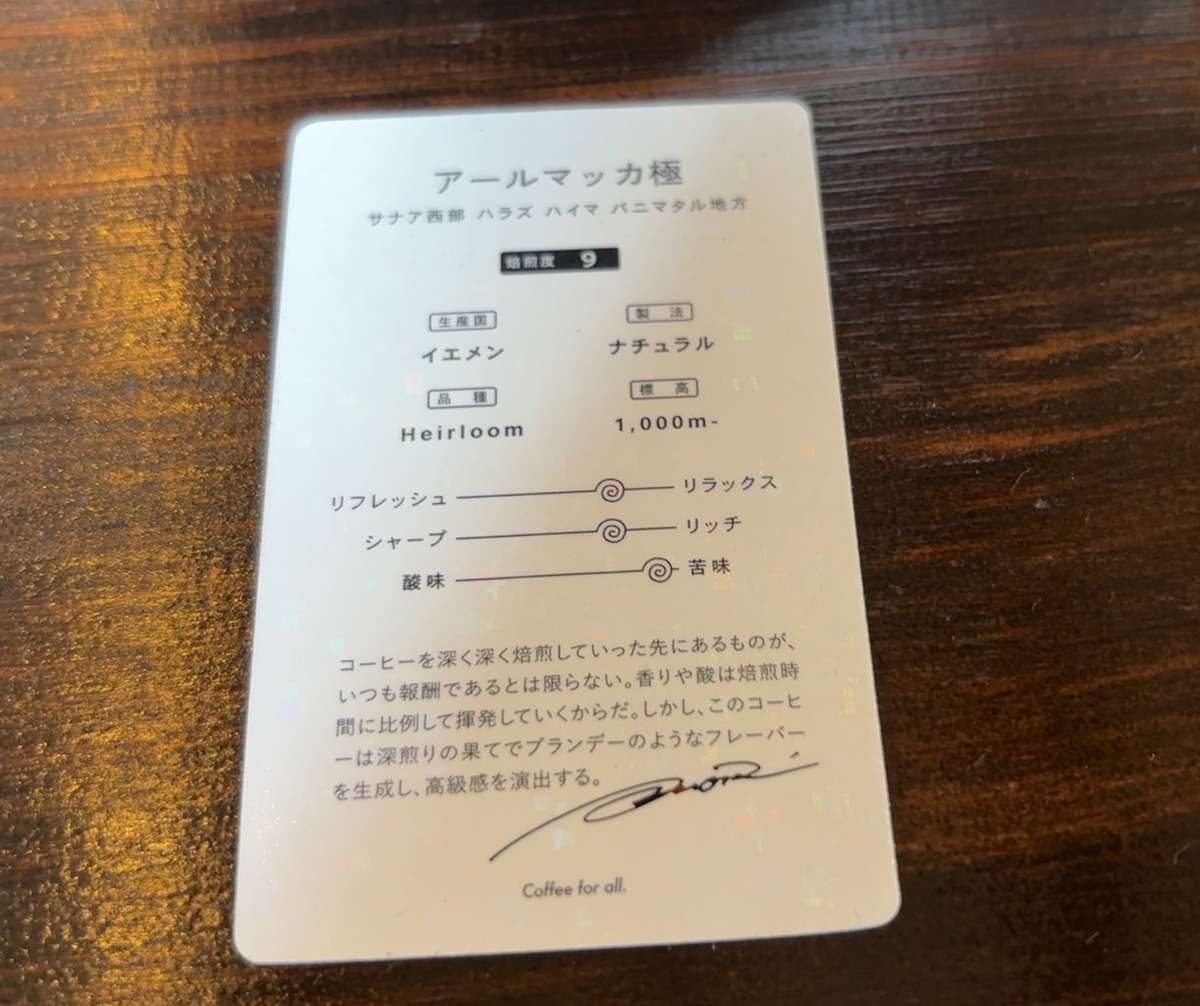 アールマッカ極
サナア西部 ハラズ ハイマ バニマタル地方
焙煎度 9
生産国 製法
イエメン ナチュラル
品種 標高
Heirloom 1,000m-
リフレッシュ リラックス
シャープ リッチ
酸味 苦味
コーヒーを深く深く焙煎していった先にあるものが、
いつも報酬であるとは限らない。香りや酸は焙煎時
間に比例して揮発していくからだ。しかし、このコーヒ
ーは深煎りの果てでブランデーのようなフレーバー
を生成し、高級感を演出する。
Coffee for all.